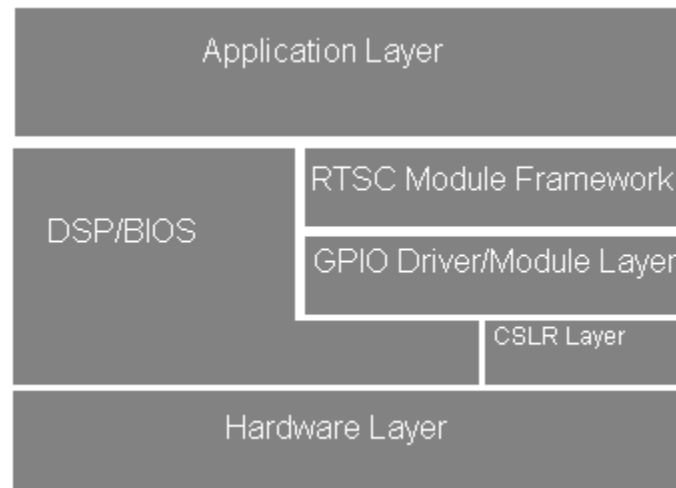 Application Layer
RTSC Module Framework
DSP/BIOS
GPIO Driver/Module Layer
CSLR Layer
Hardware Layer